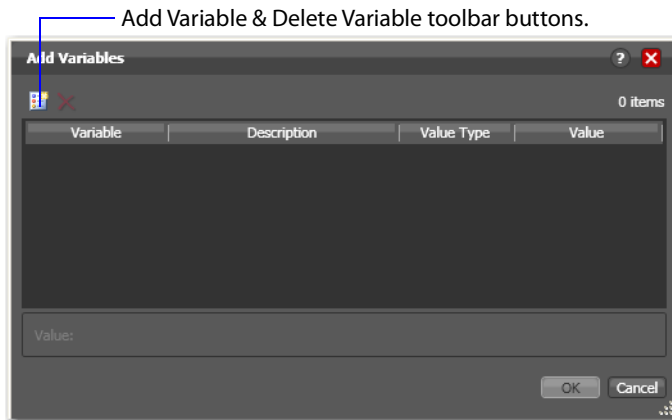 Add Variable & Delete Variable toolbar buttons.
Add Variables ?
0 items
Variable Description Value Type Value
Value:
OK Cancel